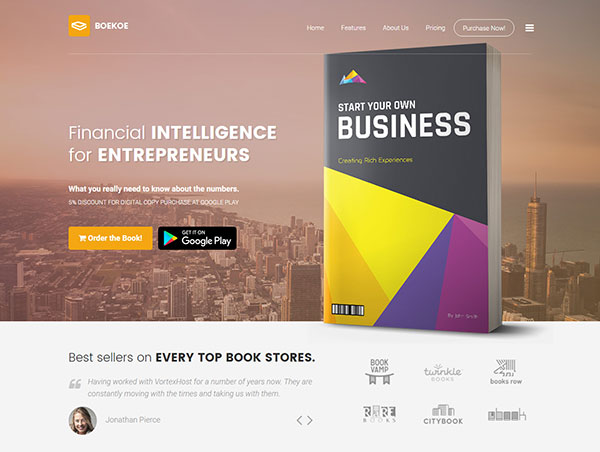 BOEKOE
Home Features About Us Pricing Purchase Now!
START YOUR OWN
BUSINESS
Creating Rich Experiences
By John Smith
Financial INTELLIGENCE
for ENTREPRENEURS
What you really need to know about the numbers.
5% DISCOUNT FOR DIGITAL COPY PURCHASE AT GOOGLE PLAY
Order the Book!
GET IT ON
Google Play
Best sellers on EVERY TOP BOOK STORES.
Having worked with VortexHost for a number of years now. They are
constantly moving with the times and taking us with them.
Jonathan Pierce
BOOK
VAMP
twinkle
BOOKS
books row
RARE
BOOKS
CITYBOOK
ebook